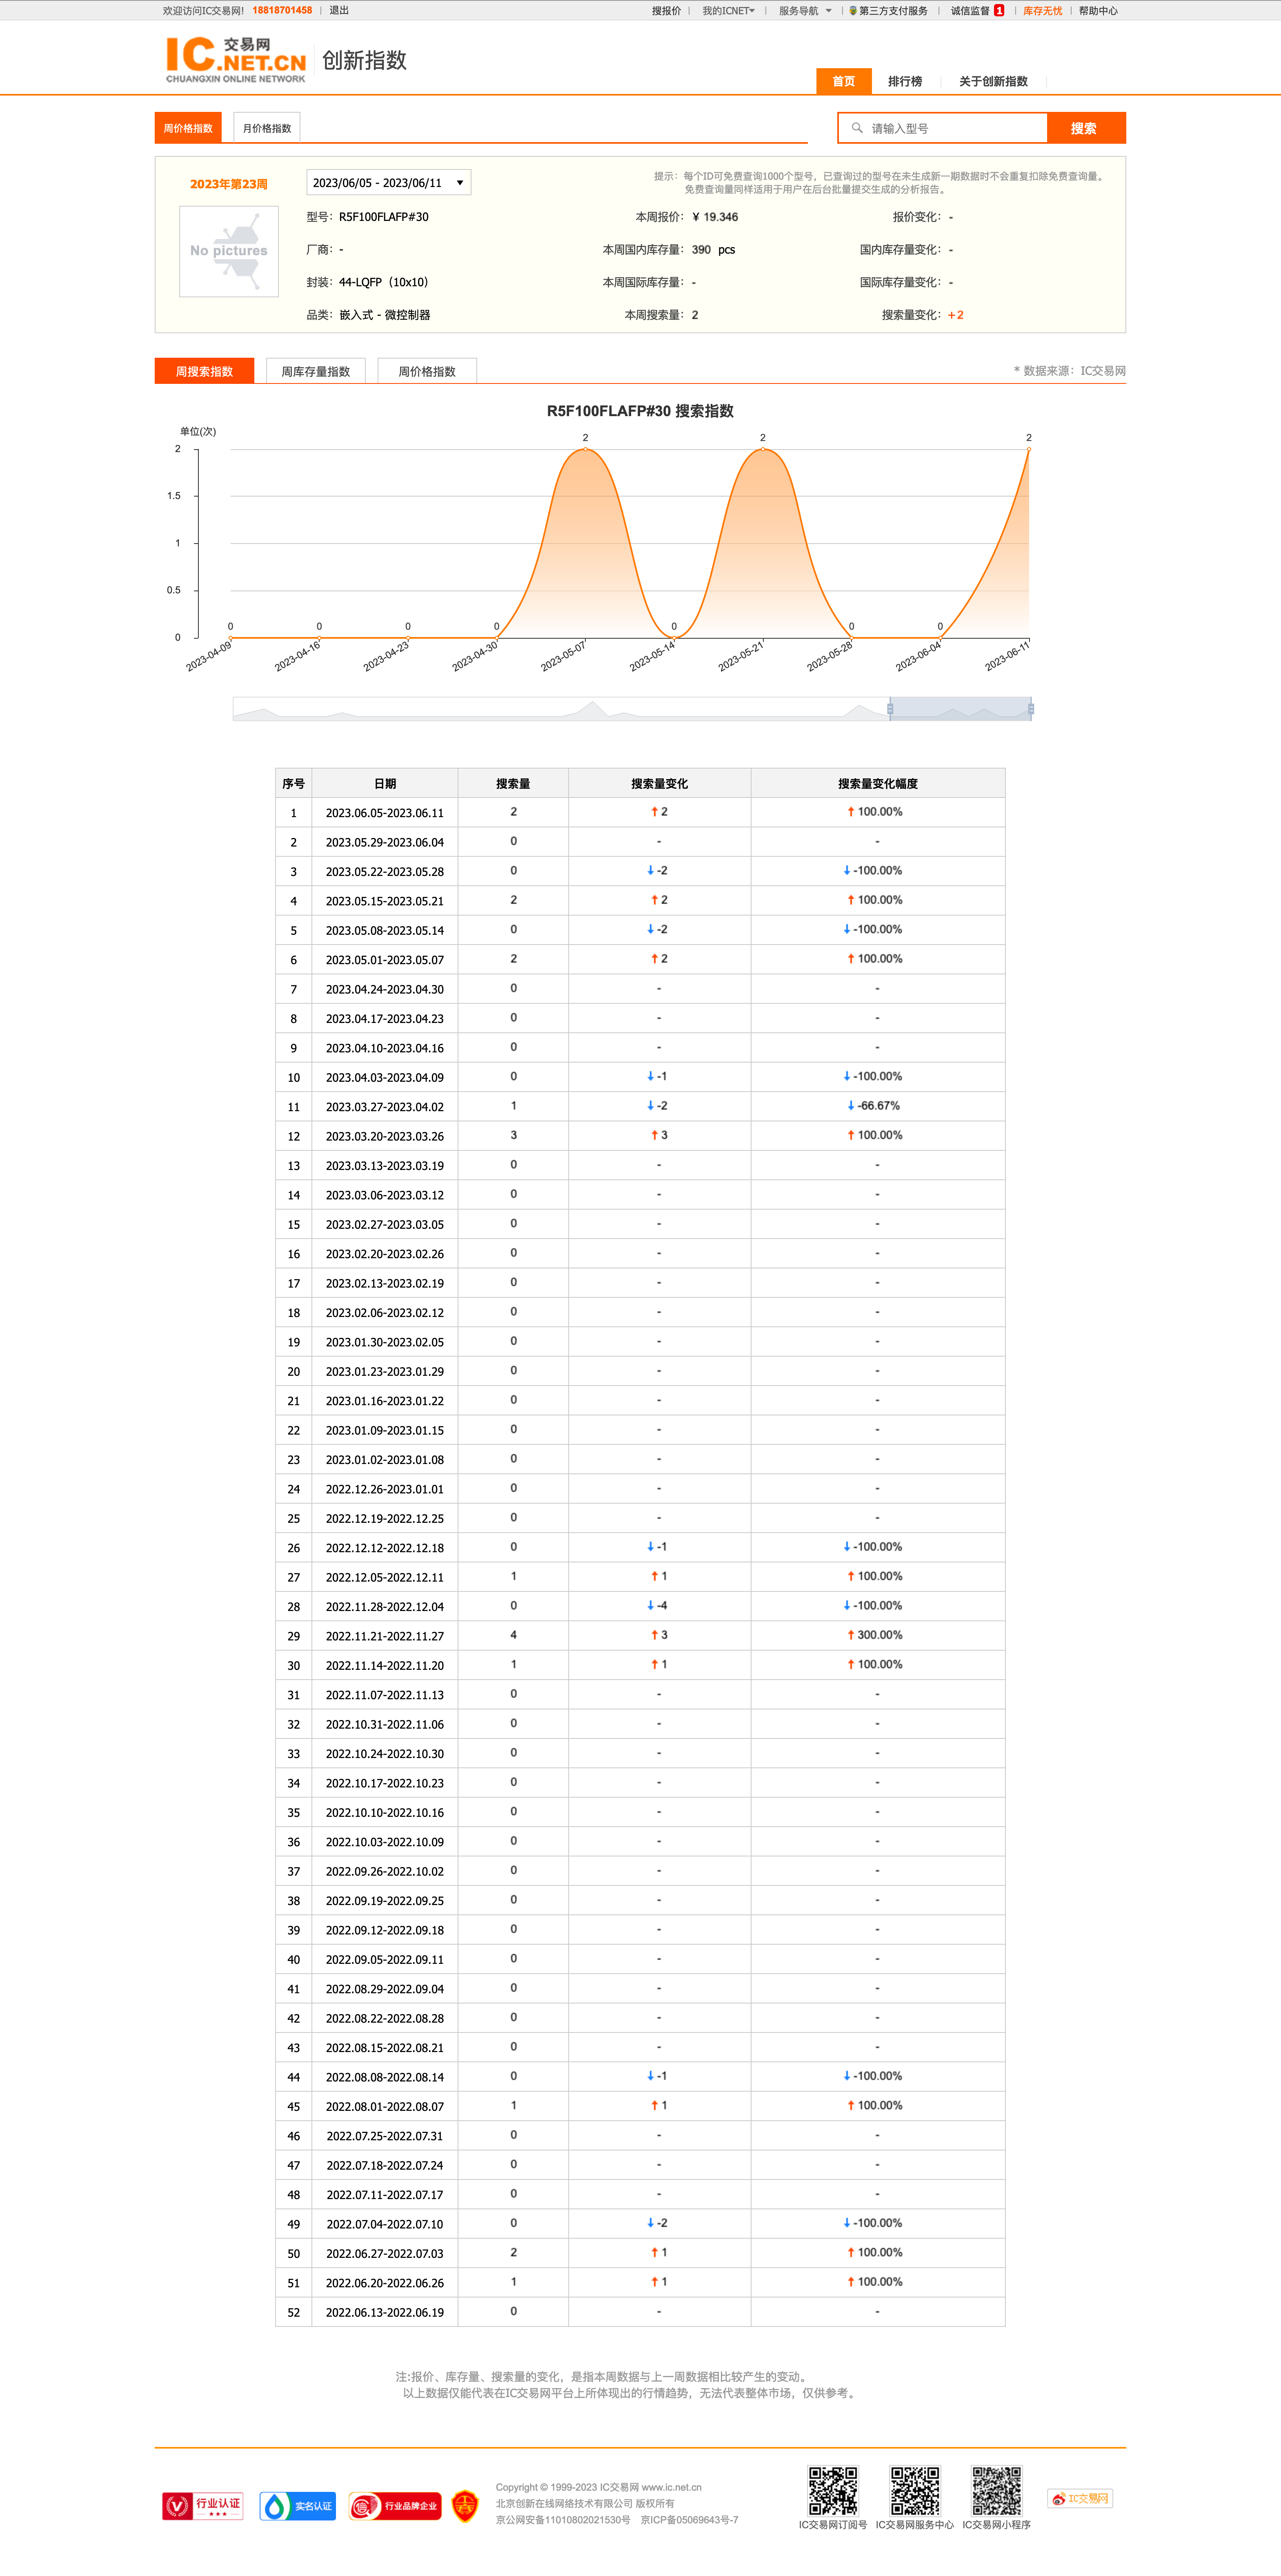 欢迎访问IC交易网! 18818701458 | 退出 搜报价 | 我的ICNET | 服务导航 | 第三方支付服务 | 诚信监督 1 | 库存无忧 | 帮助中心
IC 交易网 .NET.CN CHUANGXIN ONLINE NETWORK 创新指数
首页 排行榜 关于创新指数
周价格指数 月价格指数 请输入型号 搜索
2023年第23周 2023/06/05 - 2023/06/11 提示：每个ID可免费查询1000个型号，已查询过的型号在未生成新一期数据时不会重复扣除免费查询量。
免费查询量同样适用于用户在后台批量提交生成的分析报告。
No pictures
型号：R5F100FLAFP#30 本周报价：¥ 19.346 报价变化：-
厂商：- 本周国内库存量：390 pcs 国内库存量变化：-
封装：44-LQFP（10x10） 本周国际库存量：- 国际库存量变化：-
品类：嵌入式 - 微控制器 本周搜索量：2 搜索量变化：+2
周搜索指数 周库存量指数 周价格指数 * 数据来源：IC交易网
R5F100FLAFP#30 搜索指数
单位(次)
2 2 2 2
1.5
1
0.5
0 0 0 0 0 0 0 0
0
2023-04-09 2023-04-16 2023-04-23 2023-04-30 2023-05-07 2023-05-14 2023-05-21 2023-05-28 2023-06-04 2023-06-11
序号 日期 搜索量 搜索量变化 搜索量变化幅度
1 2023.06.05-2023.06.11 2 ↑ 2 ↑ 100.00%
2 2023.05.29-2023.06.04 0 - -
3 2023.05.22-2023.05.28 0 ↓ -2 ↓ -100.00%
4 2023.05.15-2023.05.21 2 ↑ 2 ↑ 100.00%
5 2023.05.08-2023.05.14 0 ↓ -2 ↓ -100.00%
6 2023.05.01-2023.05.07 2 ↑ 2 ↑ 100.00%
7 2023.04.24-2023.04.30 0 - -
8 2023.04.17-2023.04.23 0 - -
9 2023.04.10-2023.04.16 0 - -
10 2023.04.03-2023.04.09 0 ↓ -1 ↓ -100.00%
11 2023.03.27-2023.04.02 1 ↓ -2 ↓ -66.67%
12 2023.03.20-2023.03.26 3 ↑ 3 ↑ 100.00%
13 2023.03.13-2023.03.19 0 - -
14 2023.03.06-2023.03.12 0 - -
15 2023.02.27-2023.03.05 0 - -
16 2023.02.20-2023.02.26 0 - -
17 2023.02.13-2023.02.19 0 - -
18 2023.02.06-2023.02.12 0 - -
19 2023.01.30-2023.02.05 0 - -
20 2023.01.23-2023.01.29 0 - -
21 2023.01.16-2023.01.22 0 - -
22 2023.01.09-2023.01.15 0 - -
23 2023.01.02-2023.01.08 0 - -
24 2022.12.26-2023.01.01 0 - -
25 2022.12.19-2022.12.25 0 - -
26 2022.12.12-2022.12.18 0 ↓ -1 ↓ -100.00%
27 2022.12.05-2022.12.11 1 ↑ 1 ↑ 100.00%
28 2022.11.28-2022.12.04 0 ↓ -4 ↓ -100.00%
29 2022.11.21-2022.11.27 4 ↑ 3 ↑ 300.00%
30 2022.11.14-2022.11.20 1 ↑ 1 ↑ 100.00%
31 2022.11.07-2022.11.13 0 - -
32 2022.10.31-2022.11.06 0 - -
33 2022.10.24-2022.10.30 0 - -
34 2022.10.17-2022.10.23 0 - -
35 2022.10.10-2022.10.16 0 - -
36 2022.10.03-2022.10.09 0 - -
37 2022.09.26-2022.10.02 0 - -
38 2022.09.19-2022.09.25 0 - -
39 2022.09.12-2022.09.18 0 - -
40 2022.09.05-2022.09.11 0 - -
41 2022.08.29-2022.09.04 0 - -
42 2022.08.22-2022.08.28 0 - -
43 2022.08.15-2022.08.21 0 - -
44 2022.08.08-2022.08.14 0 ↓ -1 ↓ -100.00%
45 2022.08.01-2022.08.07 1 ↑ 1 ↑ 100.00%
46 2022.07.25-2022.07.31 0 - -
47 2022.07.18-2022.07.24 0 - -
48 2022.07.11-2022.07.17 0 - -
49 2022.07.04-2022.07.10 0 ↓ -2 ↓ -100.00%
50 2022.06.27-2022.07.03 2 ↑ 1 ↑ 100.00%
51 2022.06.20-2022.06.26 1 ↑ 1 ↑ 100.00%
52 2022.06.13-2022.06.19 0 - -
注:报价、库存量、搜索量的变化，是指本周数据与上一周数据相比较产生的变动。
以上数据仅能代表在IC交易网平台上所体现出的行情趋势，无法代表整体市场，仅供参考。
行业认证 实名认证 行业品牌企业
Copyright © 1999-2023 IC交易网 www.ic.net.cn
北京创新在线网络技术有限公司 版权所有
京公网安备11010802021530号 京ICP备05069643号-7
IC交易网订阅号 IC交易网服务中心 IC交易网小程序
IC交易网